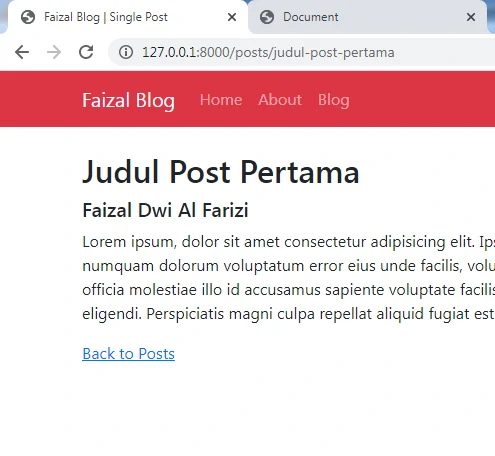 Faizal Blog | Single Post
Document
127.0.0.1:8000/posts/judul-post-pertama
Faizal Blog Home About Blog
Judul Post Pertama
Faizal Dwi Al Farizi
Lorem ipsum, dolor sit amet consectetur adipisicing elit.
numquam dolorum voluptatum error eius unde facilis,
officia molestiae illo id accusamus sapiente voluptate
eligendi. Perspiciatis magni culpa repellat aliquid fugiat est
Back to Posts